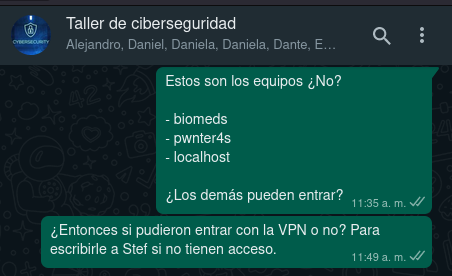 Taller de ciberseguridad
Alejandro, Daniel, Daniela, Daniela, Dante, E...
CYBERSECURITY
Estos son los equipos ¿No?
- biomeds
- pwnter4s
- localhost
¿Los demás pueden entrar?
11:35 a. m.
¿Entonces si pudieron entrar con la VPN o no? Para
escribirle a Stef si no tienen acceso.
11:49 a. m.